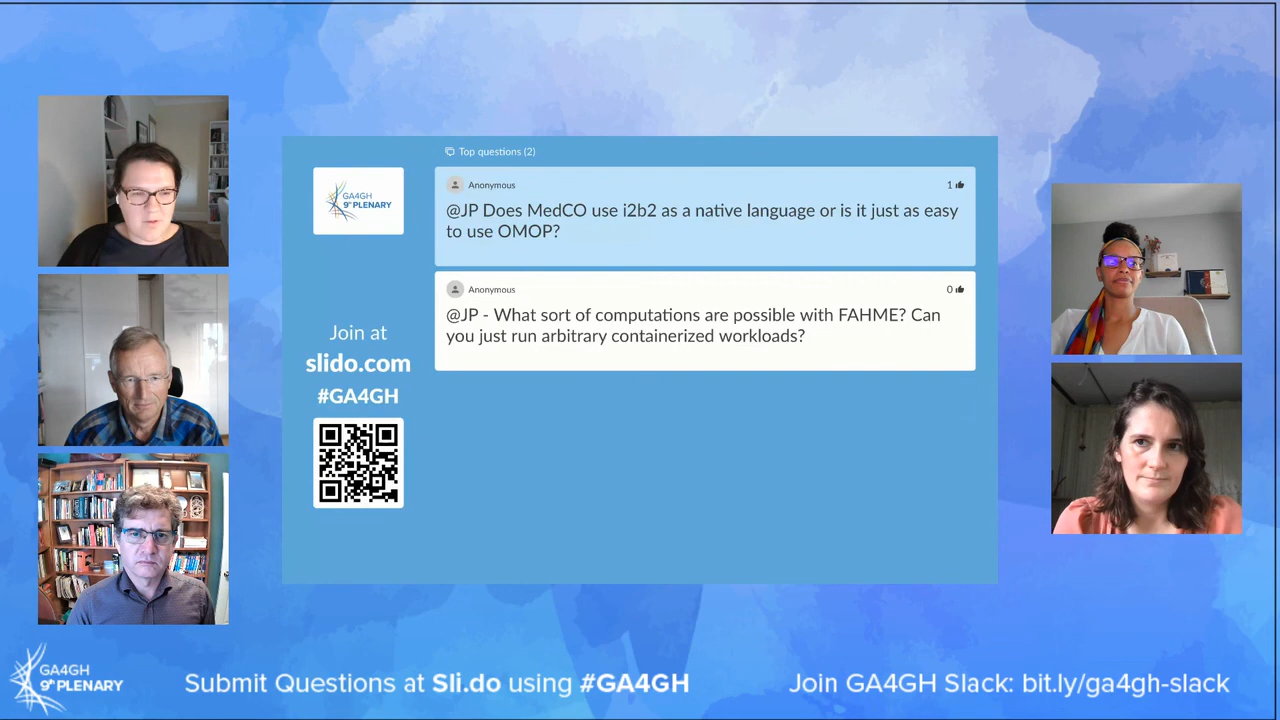 Top questions (2)
GA4GH
9th PLENARY
Anonymous
1
@JP Does MedCO use i2b2 as a native language or is it just as easy
to use OMOP?
Anonymous
0
@JP - What sort of computations are possible with FAHME? Can
you just run arbitrary containerized workloads?
Join at
slido.com
#GA4GH
GA4GH
9th PLENARY
Submit Questions at Sli.do using #GA4GH
Join GA4GH Slack: bit.ly/ga4gh-slack